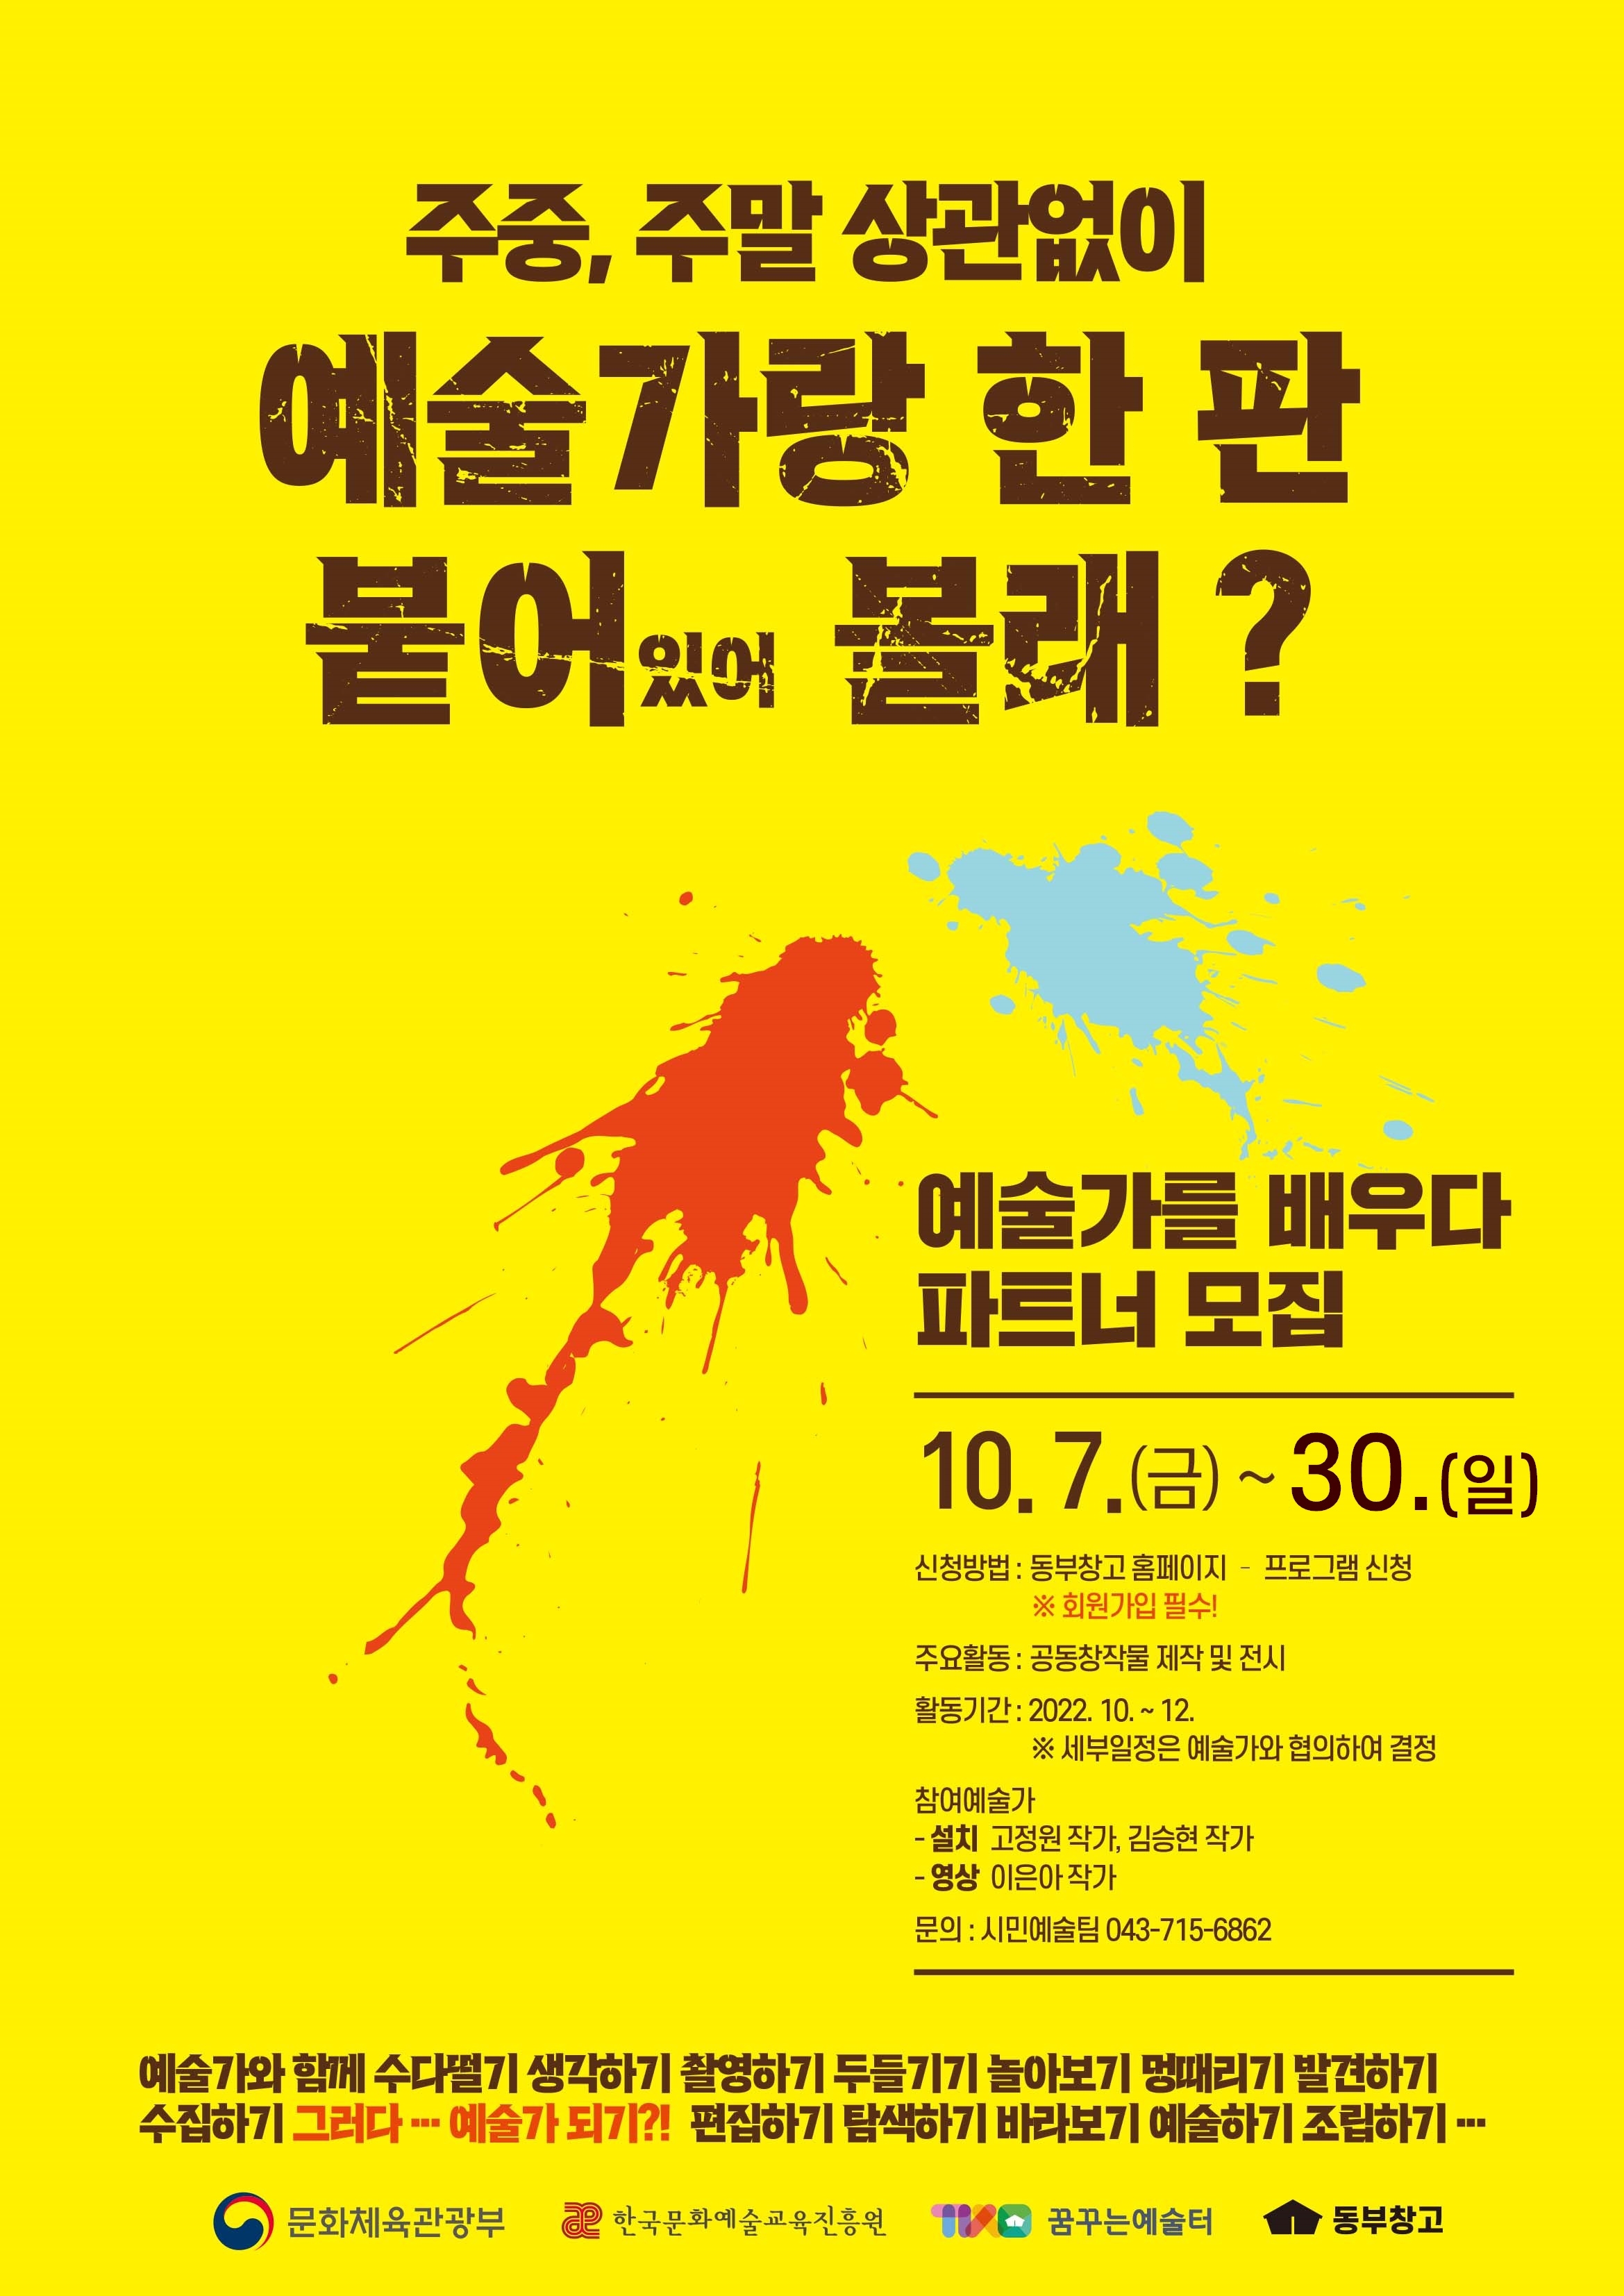 주중, 주말 상관없이
예술가랑 한 판
붙어있어 볼래 ?
예술가를 배우다
파트너 모집
10. 7.(금) ~ 30.(일)
신청방법 : 동부창고 홈페이지 - 프로그램 신청
※ 회원가입 필수!
주요활동 : 공동창작물 제작 및 전시
활동기간 : 2022. 10. ~ 12.
※ 세부일정은 예술가와 협의하여 결정
참여예술가
- 설치 고정원 작가, 김승현 작가
- 영상 이은아 작가
문의 : 시민예술팀 043-715-6862
예술가와 함께 수다떨기 생각하기 촬영하기 두들기기 놀아보기 멍때리기 발견하기
수집하기 그러다 ··· 예술가 되기?! 편집하기 탐색하기 바라보기 예술하기 조립하기 ···
문화체육관광부 한국문화예술교육진흥원 꿈꾸는예술터 동부창고